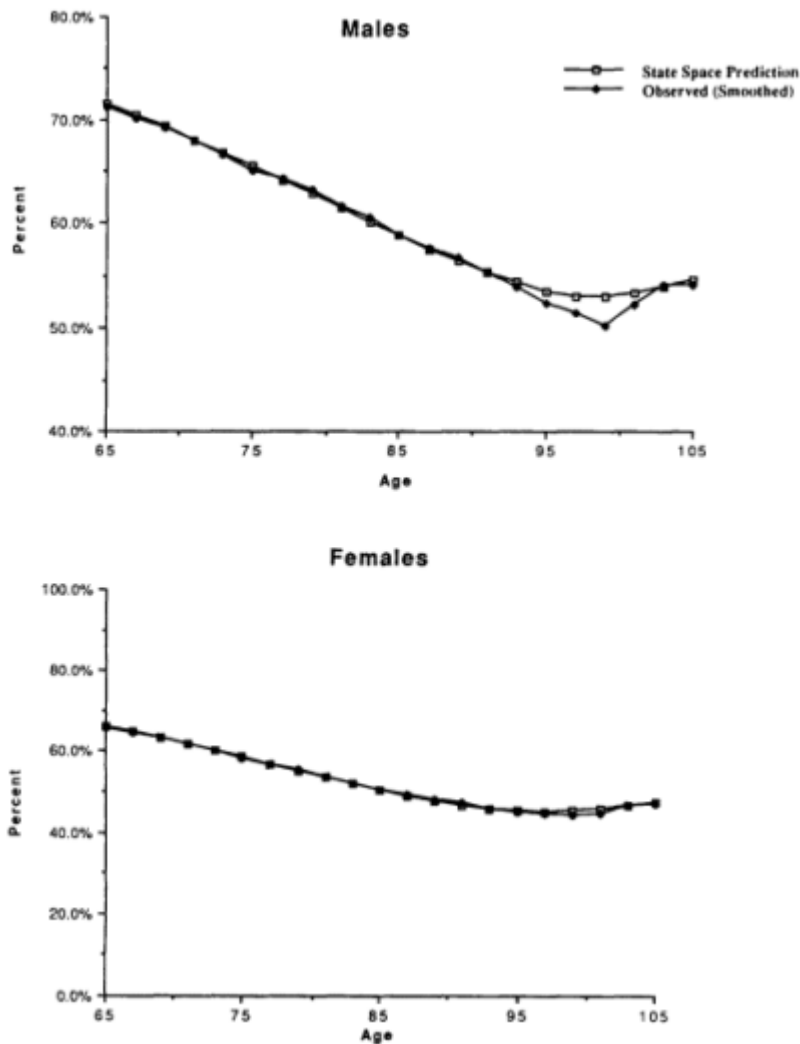 Males
State Space Prediction
Observed (Smoothed)
80.0%
70.0%
60.0%
50.0%
40.0%
Percent
65 75 85 95 105
Age
Females
100.0%
80.0%
60.0%
40.0%
20.0%
0.0%
Percent
65 75 85 95 105
Age